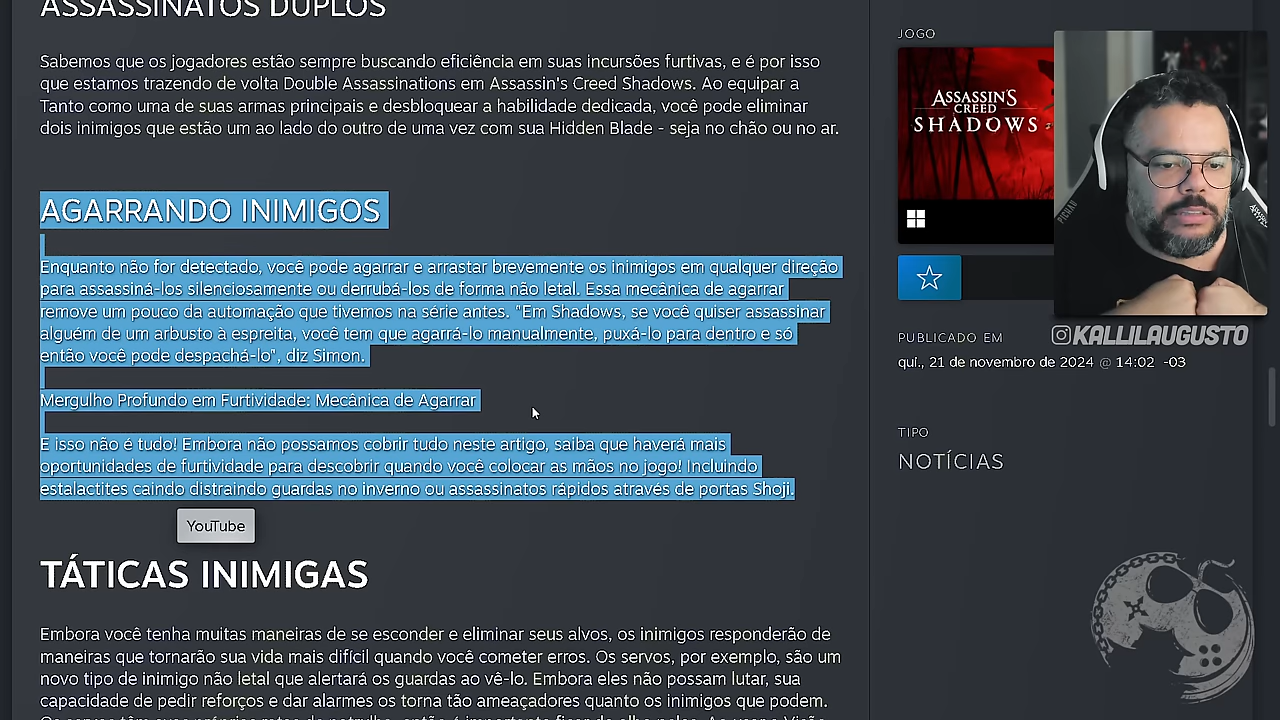 ASSASSINATOS DUPLOS
Sabemos que os jogadores estão sempre buscando eficiência em suas incursões furtivas, e é por isso
que estamos trazendo de volta Double Assassinations em Assassin's Creed Shadows. Ao equipar a
Tanto como uma de suas armas principais e desbloquear a habilidade dedicada, você pode eliminar
dois inimigos que estão um ao lado do outro de uma vez com sua Hidden Blade - seja no chão ou no ar.
AGARRANDO INIMIGOS
Enquanto não for detectado, você pode agarrar e arrastar brevemente os inimigos em qualquer direção
para assassiná-los silenciosamente ou derrubá-los de forma não letal. Essa mecânica de agarrar
remove um pouco da automação que tivemos na série antes. "Em Shadows, se você quiser assassinar
alguém de um arbusto à espreita, você tem que agarrá-lo manualmente, puxá-lo para dentro e só
então você pode despachá-lo", diz Simon.
Mergulho Profundo em Furtividade: Mecânica de Agarrar
E isso não é tudo! Embora não possamos cobrir tudo neste artigo, saiba que haverá mais
oportunidades de furtividade para descobrir quando você colocar as mãos no jogo! Incluindo
estalactites caindo distraindo guardas no inverno ou assassinatos rápidos através de portas Shoji.
YouTube
TÁTICAS INIMIGAS
Embora você tenha muitas maneiras de se esconder e eliminar seus alvos, os inimigos responderão de
maneiras que tornarão sua vida mais difícil quando você cometer erros. Os servos, por exemplo, são um
novo tipo de inimigo não letal que alertará os guardas ao vê-lo. Embora eles não possam lutar, sua
capacidade de pedir reforços e dar alarmes os torna tão ameaçadores quanto os inimigos que podem.
JOGO
ASSASSIN'S
CREED
SHADOWS
PICHAU
KALLILAUGUSTO
PUBLICADO EM
qui., 21 de novembro de 2024 @ 14:02 -03
TIPO
NOTÍCIAS